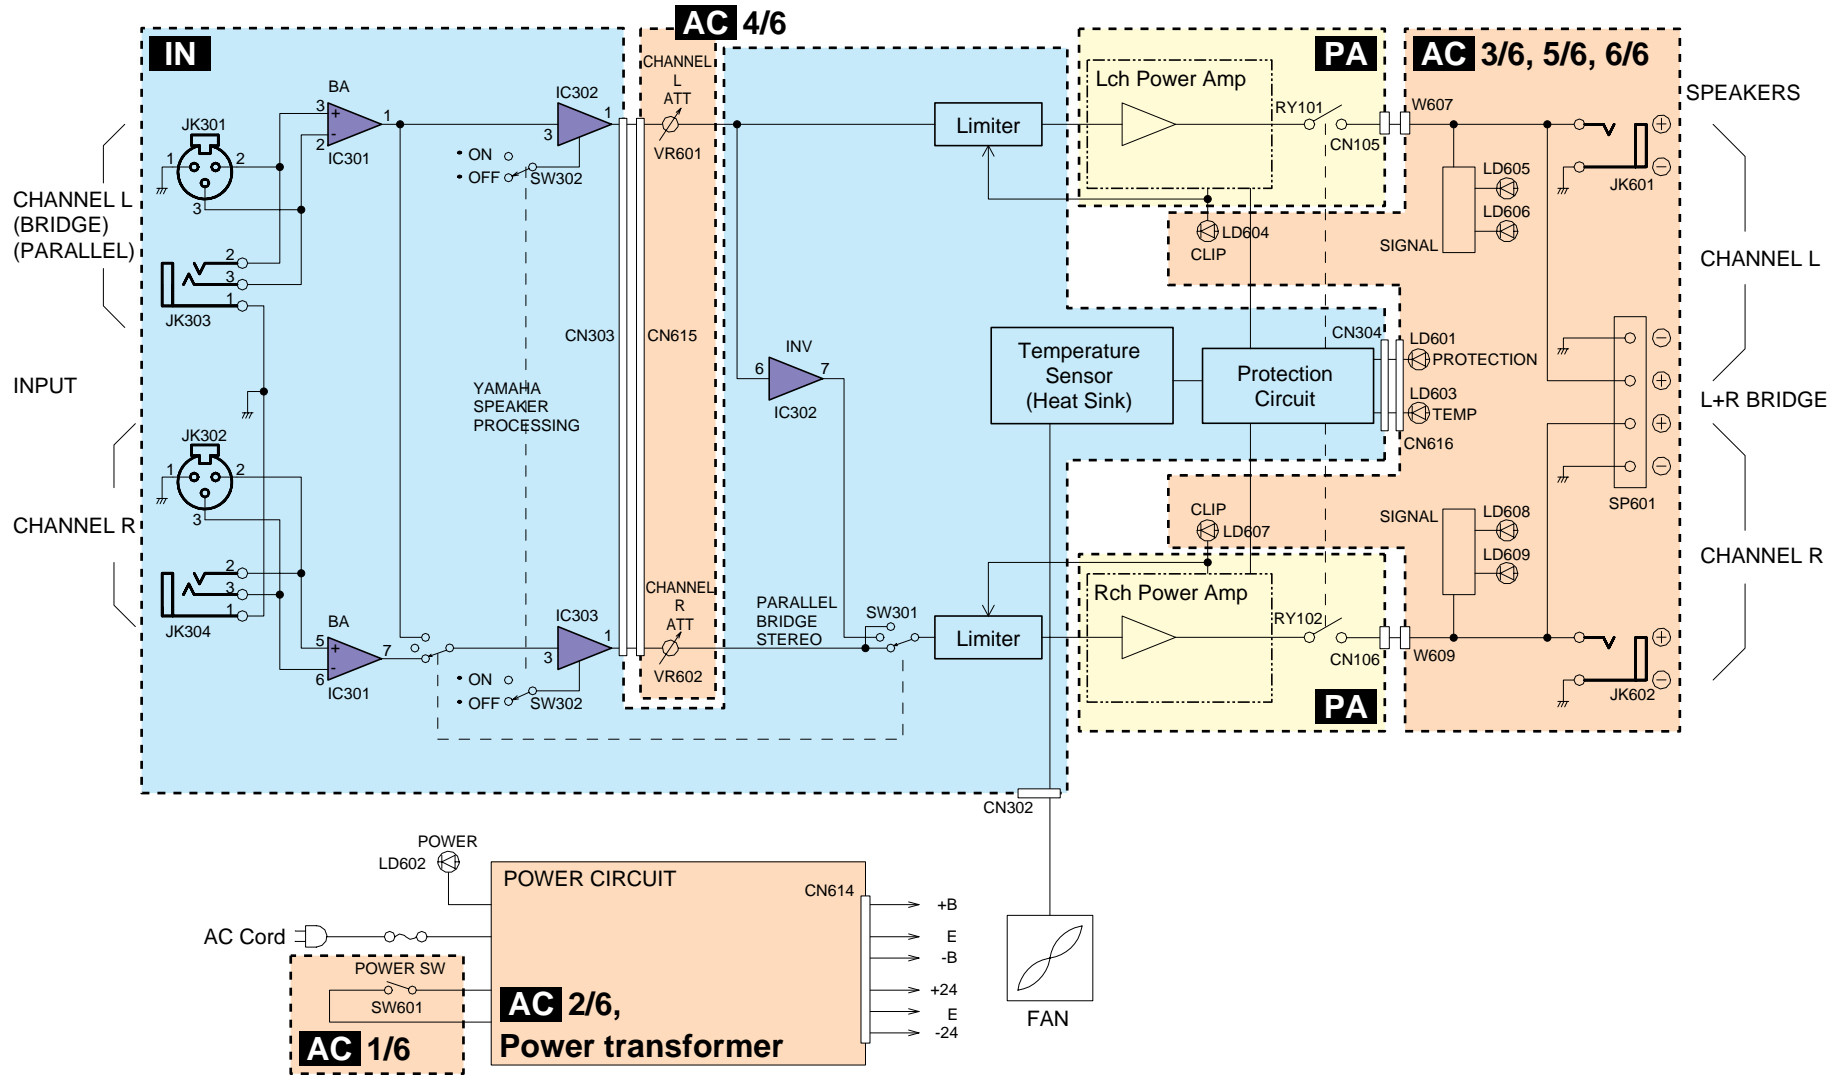 AC 4/6
IN
PA
AC 3/6, 5/6, 6/6
SPEAKERS
CHANNEL L
(BRIDGE)
(PARALLEL)
INPUT
CHANNEL R
JK301
1
2
3
JK303
2
3
1
JK302
1
2
3
JK304
2
3
1
BA
3
+
-
2
1
IC301
BA
5
+
-
6
7
IC301
IC302
3
1
• ON
• OFF
SW302
YAMAHA
SPEAKER
PROCESSING
IC303
3
1
• ON
• OFF
SW302
CN303
CN615
CHANNEL
L
ATT
VR601
CHANNEL
R
ATT
VR602
INV
6
7
IC302
PARALLEL
BRIDGE
STEREO
SW301
Limiter
Limiter
Temperature
Sensor
(Heat Sink)
Protection
Circuit
Lch Power Amp
RY101
CN105
W607
LD604
CLIP
CN304
LD601
PROTECTION
LD603
TEMP
CN616
CLIP
LD607
Rch Power Amp
RY102
CN106
W609
PA
SIGNAL
LD605
LD606
JK601
+
-
SP601
-
+
+
-
SIGNAL
LD608
LD609
JK602
+
-
CHANNEL L
L+R BRIDGE
CHANNEL R
CN302
FAN
POWER
LD602
AC Cord
POWER SW
SW601
AC 1/6
POWER CIRCUIT
CN614
AC 2/6,
Power transformer
+B
E
-B
+24
E
-24